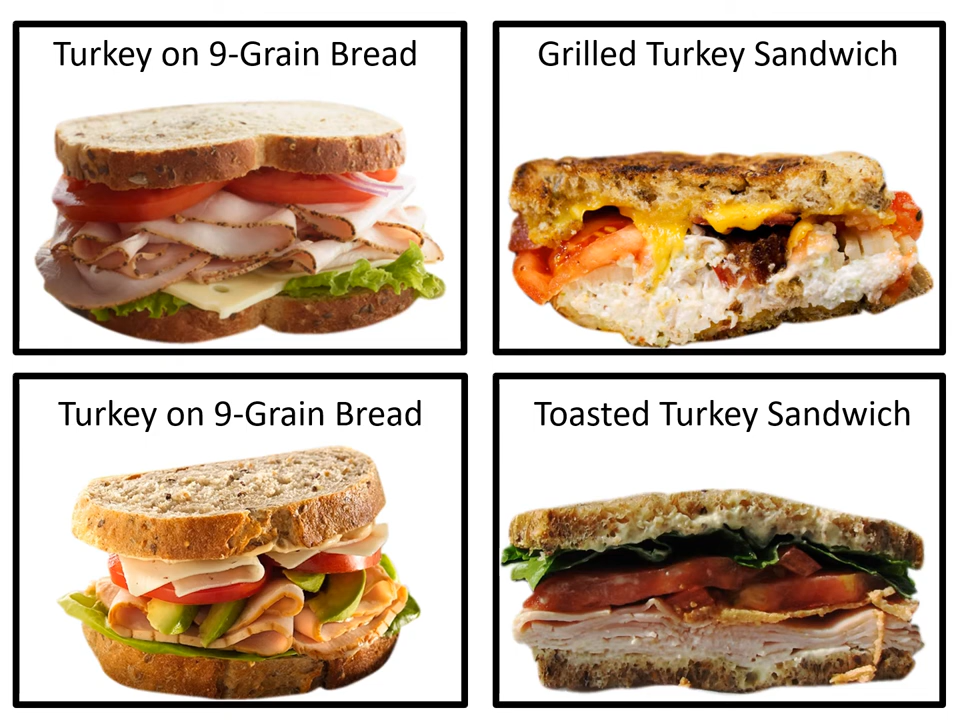 Turkey on 9-Grain Bread
Grilled Turkey Sandwich
Turkey on 9-Grain Bread
Toasted Turkey Sandwich